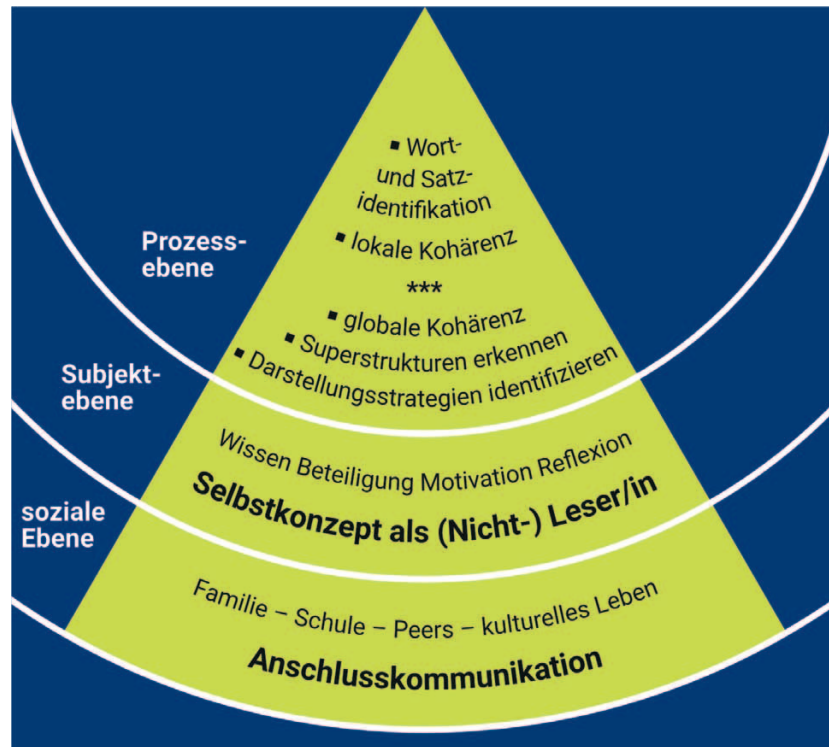 ▪ Wort-
und Satz-
identifikation
▪ lokale Kohärenz
***
▪ globale Kohärenz
▪ Superstrukturen erkennen
▪ Darstellungsstrategien identifizieren
Prozess-
ebene
Wissen Beteiligung Motivation Reflexion
Selbstkonzept als (Nicht-) Leser/in
Subjekt-
ebene
Familie – Schule – Peers – kulturelles Leben
Anschlusskommunikation
soziale
Ebene